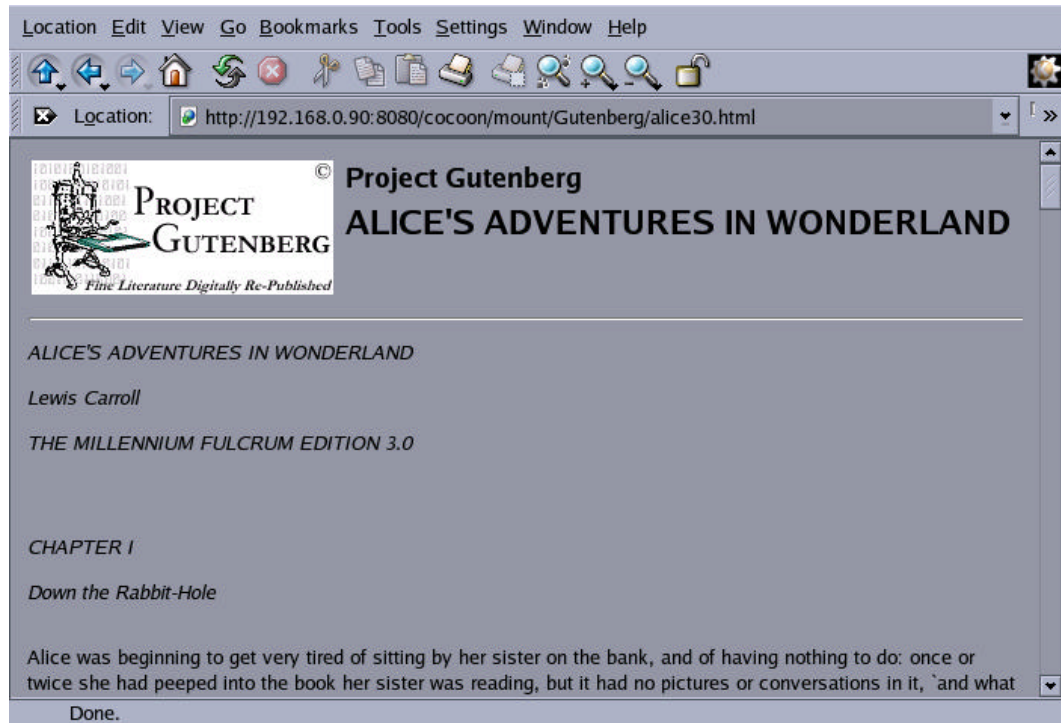 Location Edit View Go Bookmarks Tools Settings Window Help
Location: http://192.168.0.90:8080/cocoon/mount/Gutenberg/alice30.html
©
PROJECT
GUTENBERG
Fine Literature Digitally Re-Published
Project Gutenberg
ALICE'S ADVENTURES IN WONDERLAND
ALICE'S ADVENTURES IN WONDERLAND
Lewis Carroll
THE MILLENNIUM FULCRUM EDITION 3.0
CHAPTER I
Down the Rabbit-Hole
Alice was beginning to get very tired of sitting by her sister on the bank, and of having nothing to do: once or
twice she had peeped into the book her sister was reading, but it had no pictures or conversations in it, `and what
Done.